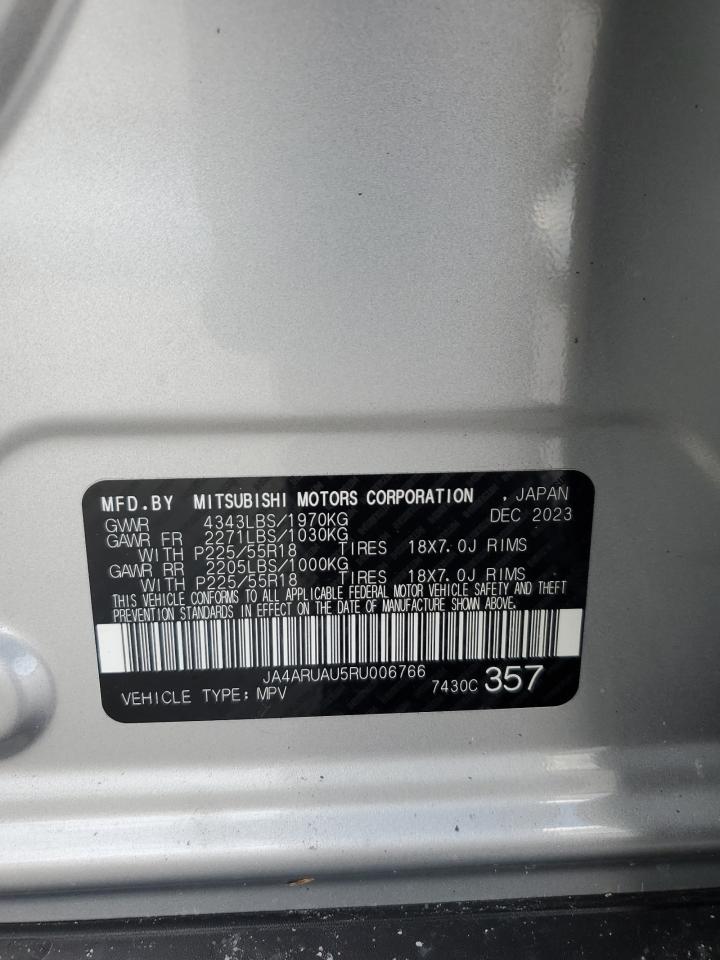 MFD.BY MITSUBISHI MOTORS CORPORATION , JAPAN
GVWR 4343LBS/1970KG DEC 2023
GAWR FR 2271LBS/1030KG
WITH P225/55R18 TIRES 18X7.0J RIMS
GAWR RR 2205LBS/1000KG
WITH P225/55R18 TIRES 18X7.0J RIMS
THIS VEHICLE CONFORMS TO ALL APPLICABLE FEDERAL MOTOR VEHICLE SAFETY AND THEFT
PREVENTION STANDARDS IN EFFECT ON THE DATE OF MANUFACTURE SHOWN ABOVE.
JA4ARUAU5RU006766
VEHICLE TYPE: MPV 7430C 357